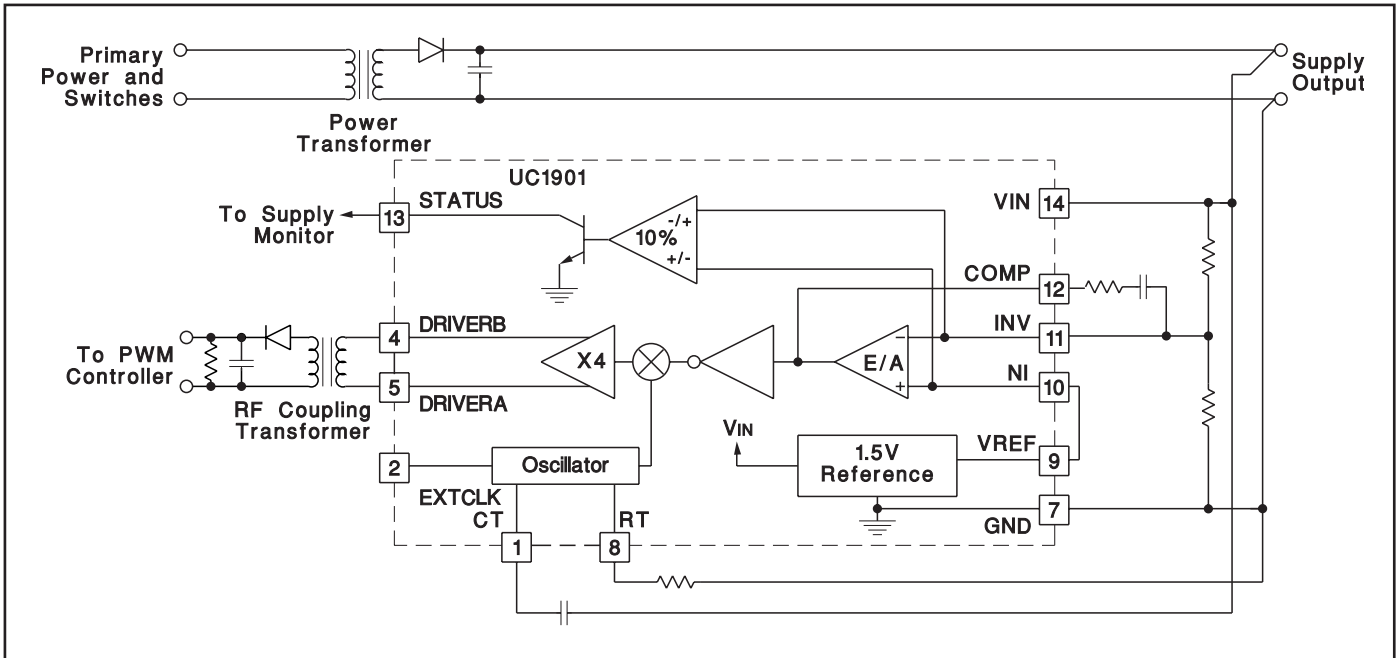 Primary
Power and
Switches
Supply
Output
Power
Transformer
UC1901
To Supply
Monitor
13
STATUS
-/+
10%
+/-
VIN
14
COMP
12
INV
11
NI
10
To PWM
Controller
4
DRIVERB
5
DRIVERA
X4
E/A
−
+
RF Coupling
Transformer
2
EXTCLK
Oscillator
VIN
1.5V
Reference
VREF
9
GND
7
CT
1
RT
8